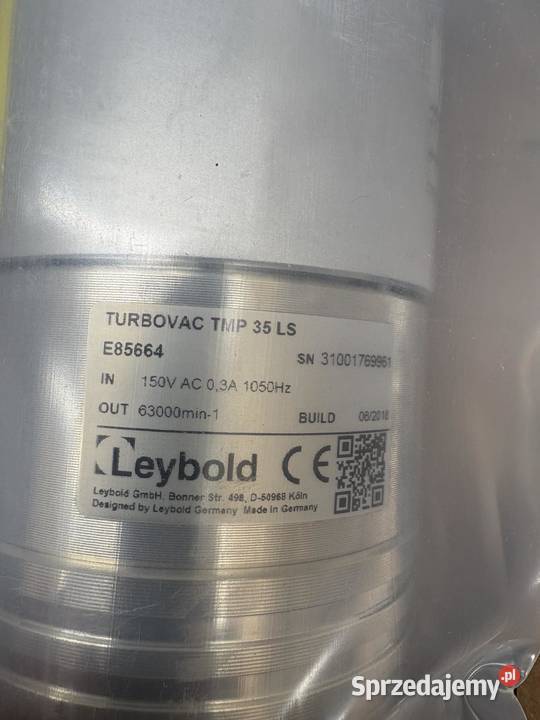 TURBOVAC TMP 35 LS
E85664 SN 31001769961
IN 150V AC 0,3A 1050Hz
OUT 63000min-1 BUILD 06/2018
Leybold CE
Leybold GmbH, Bonner Str. 498, D-50968 Köln
Designed by Leybold Germany Made in Germany
Sprzedajemy.pl